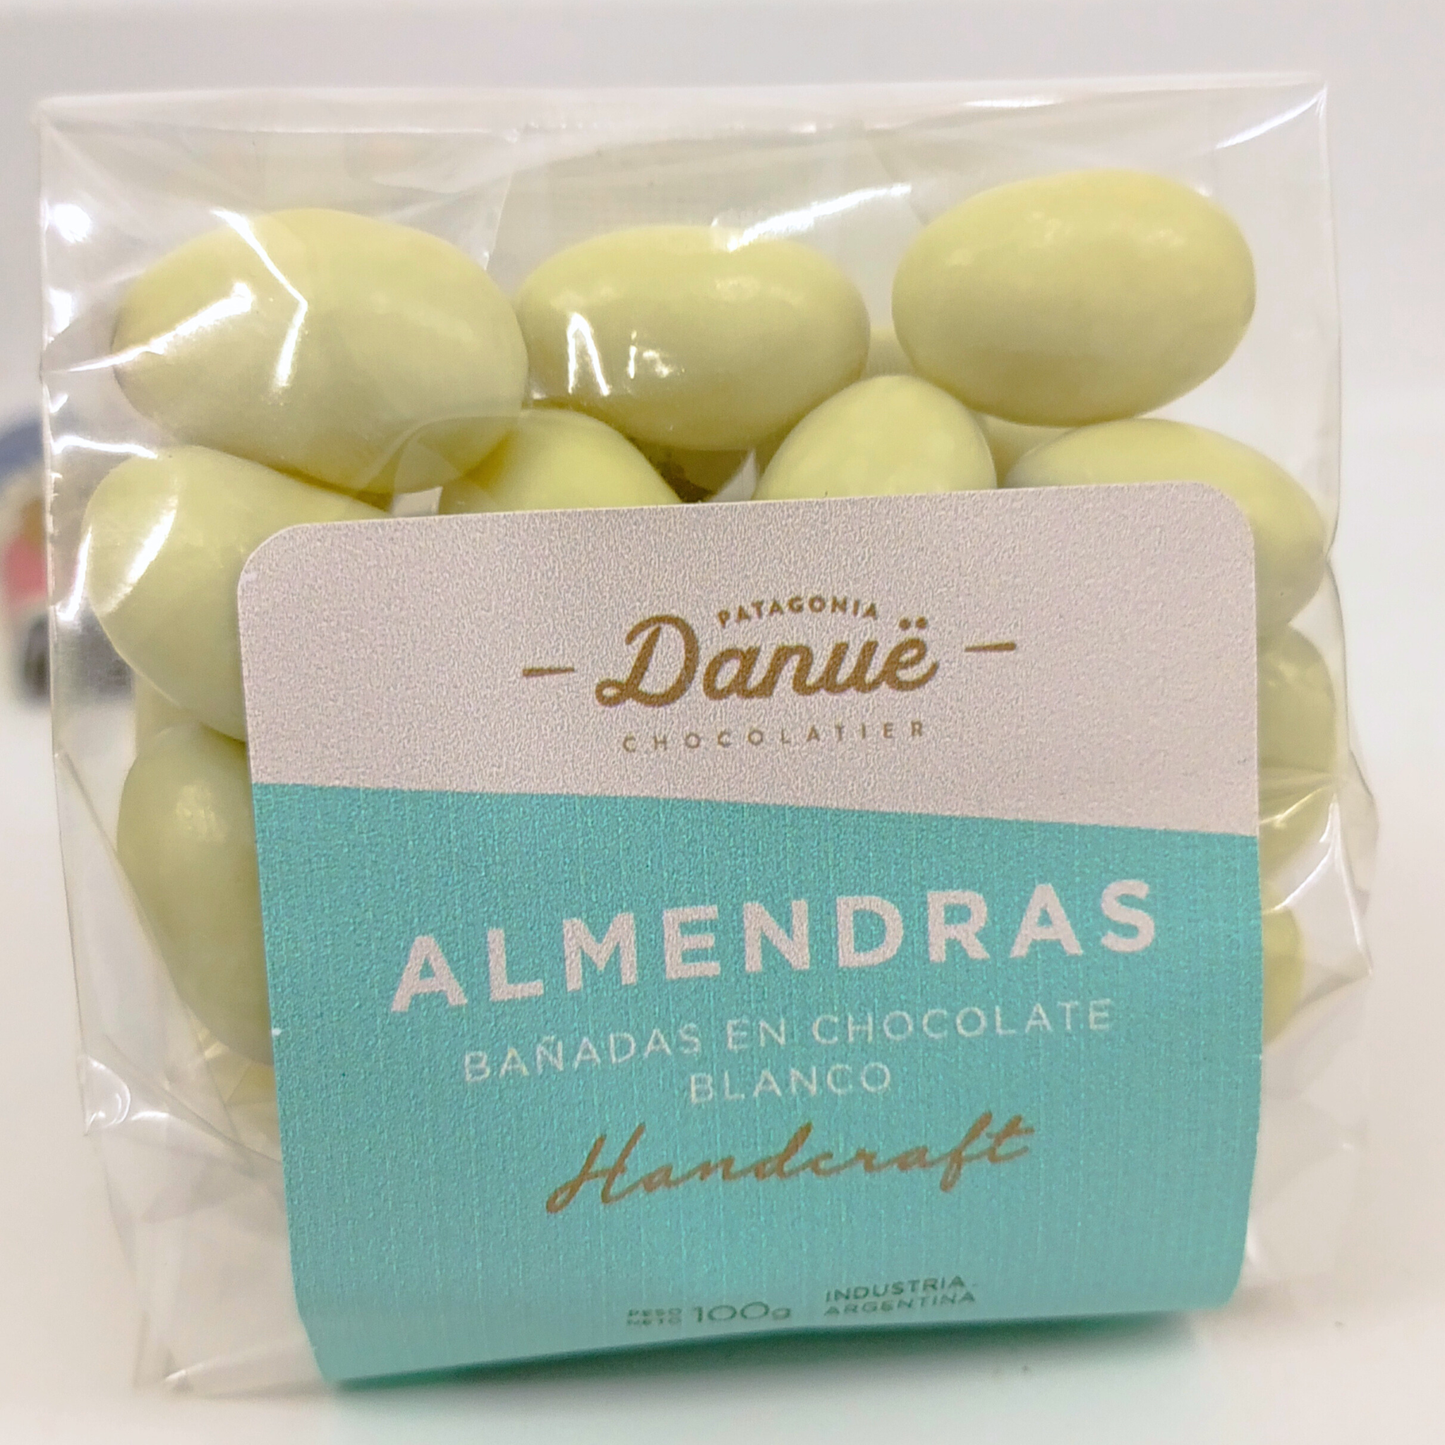 PATAGONIA
Danuë
CHOCOLATIER
ALMENDRAS
BAÑADAS EN CHOCOLATE
BLANCO
Handcraft
PESO NETO 100g
INDUSTRIA
ARGENTINA